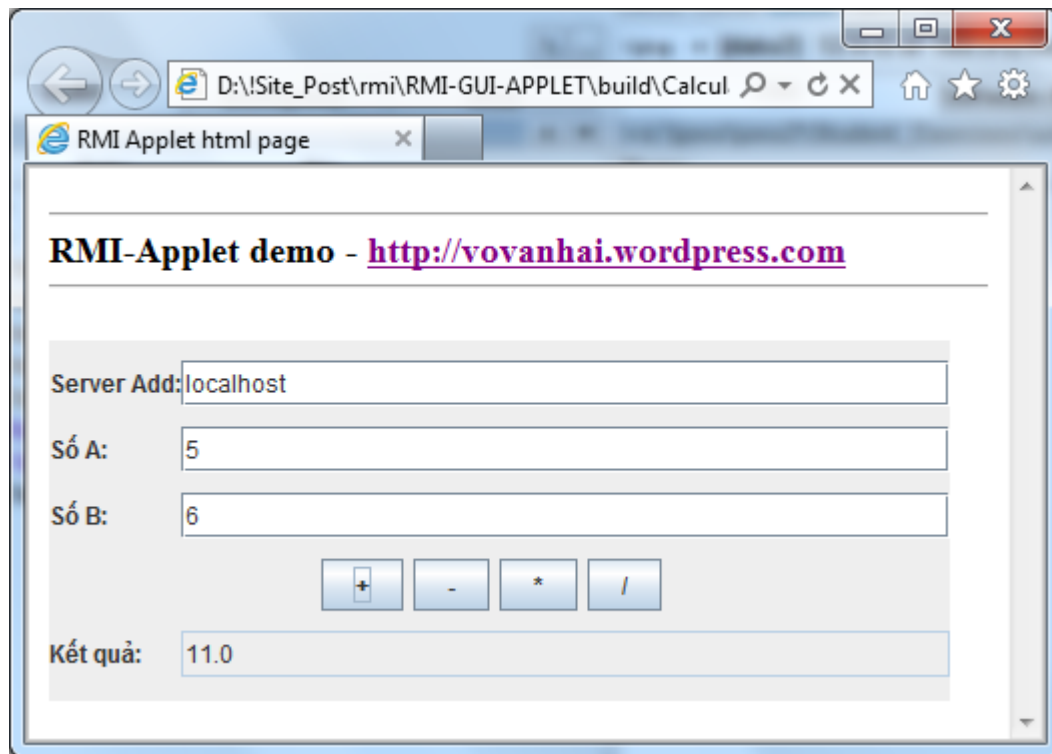 D:\!Site_Post\rmi\RMI-GUI-APPLET\build\Calcul
RMI Applet html page
RMI-Applet demo - http://vovanhai.wordpress.com
Server Add: localhost
Số A: 5
Số B: 6
+ - * /
Kết quả: 11.0